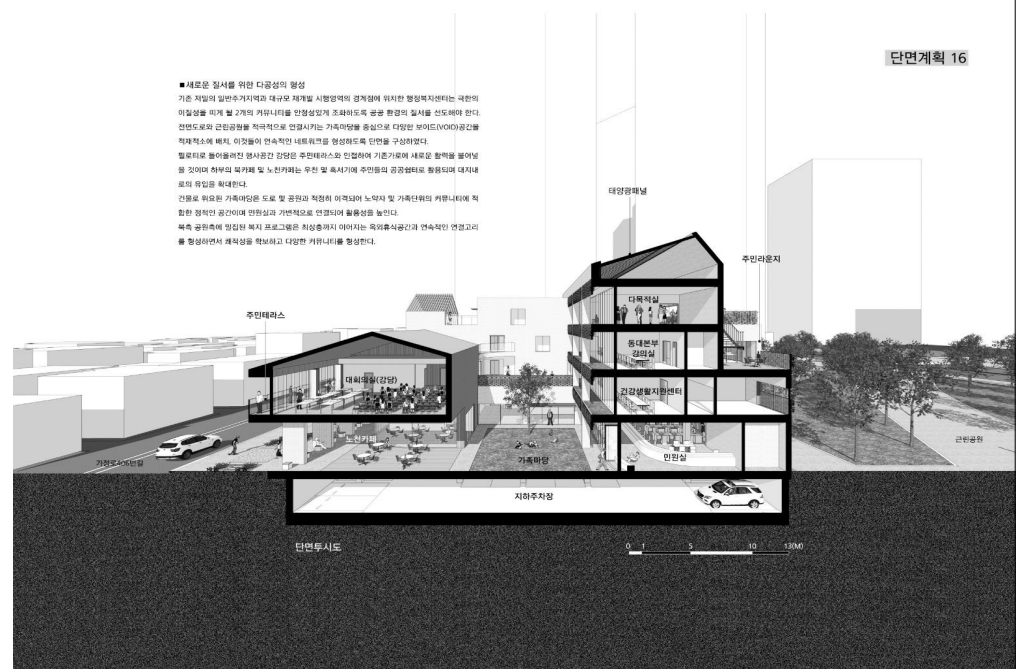 단면계획 16
■ 새로운 질서를 위한 다공성의 형성
기존 저밀의 일반주거지역과 대규모 재개발 시행영역의 경계점에 위치한 행정복지센터는 극한의
이질성을 띠게 될 2개의 커뮤니티를 안정성있게 조화하도록 공공 환경의 질서를 선도해야 한다.
전면도로와 근린공원을 적극적으로 연결시키는 가족마당을 중심으로 다양한 보이드(VOID)공간을
적재적소에 배치, 이것들이 연속적인 네트워크를 형성하도록 단면을 구상하였다.
필로티로 들어올려진 행사공간 강당은 주민테라스와 인접하여 기존가로에 새로운 활력을 불어넣
을 것이며 하부의 북카페 및 노천카페는 우천 및 혹서기에 주민들의 공공쉼터로 활용되며 대지내
로의 유입을 확대한다.
건물로 위요된 가족마당은 도로 및 공원과 적정히 이격되어 노약자 및 가족단위의 커뮤니티에 적
합한 정적인 공간이며 민원실과 가변적으로 연결되어 활용성을 높인다.
북측 공원측에 밀집된 복지 프로그램은 최상층까지 이어지는 옥외휴식공간과 연속적인 연결고리
를 형성하면서 쾌적성을 확보하고 다양한 커뮤니티를 형성한다.
태양광패널
주민라운지
다목적실
주민테라스
동대본부
강의실
대회의실(강당)
건강생활지원센터
노천카페
근린공원
가정로406번길
가족마당
민원실
지하주차장
단면투시도
0 1 5 10 13(M)